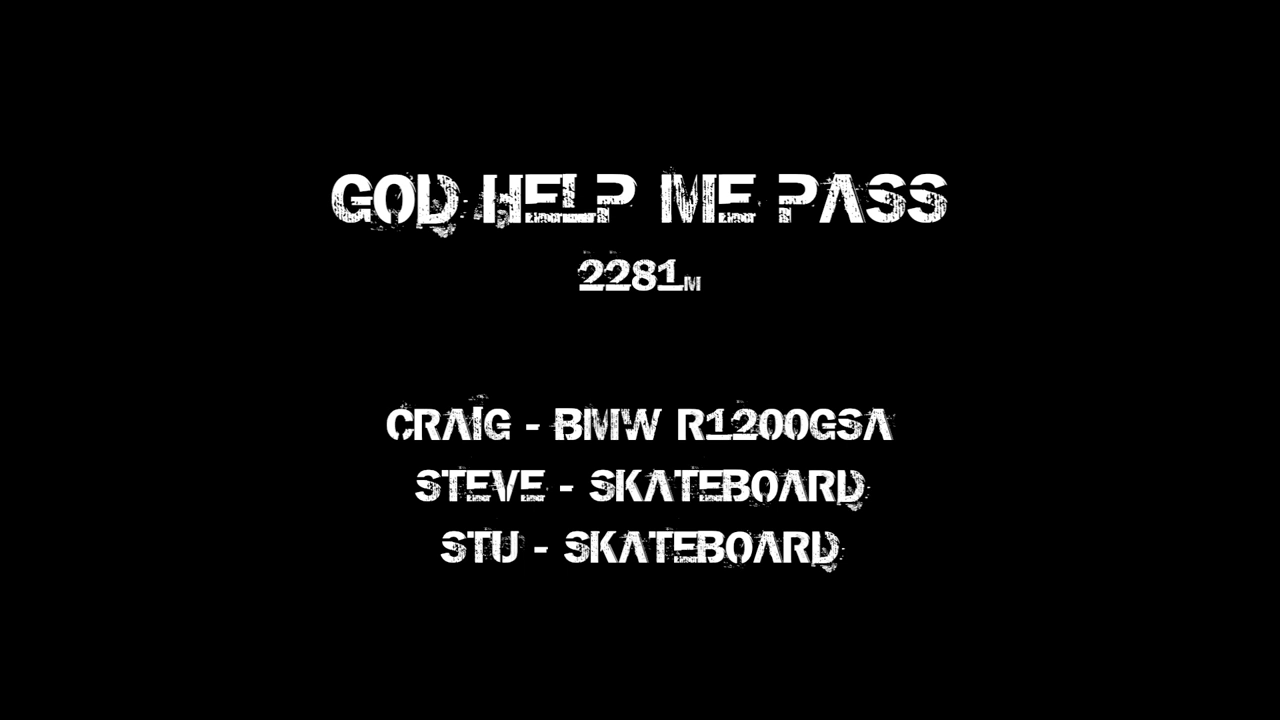 GOD HELP ME PASS
2281M
CRAIG - BMW R1200GSA
STEVE - SKATEBOARD
STU - SKATEBOARD